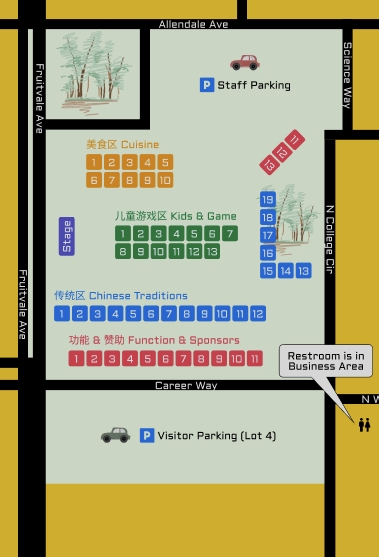 Allendale Ave
Fruitvale Ave
Science Way
P Staff Parking
美食区 Cuisine
1 2 3 4 5
6 7 8 9 10
11
12
13
儿童游戏区 Kids & Game
1 2 3 4 5 6 7
8 9 10 11 12 13
Stage
19
18
17
16
15 14 13
N College Cir
Fruitvale Ave
传统区 Chinese Traditions
1 2 3 4 5 6 7 8 9 10 11 12
功能 & 赞助 Function & Sponsors
1 2 3 4 5 6 7 8 9 10 11
Restroom is in
Business Area
Career Way
N W
P Visitor Parking (Lot 4)